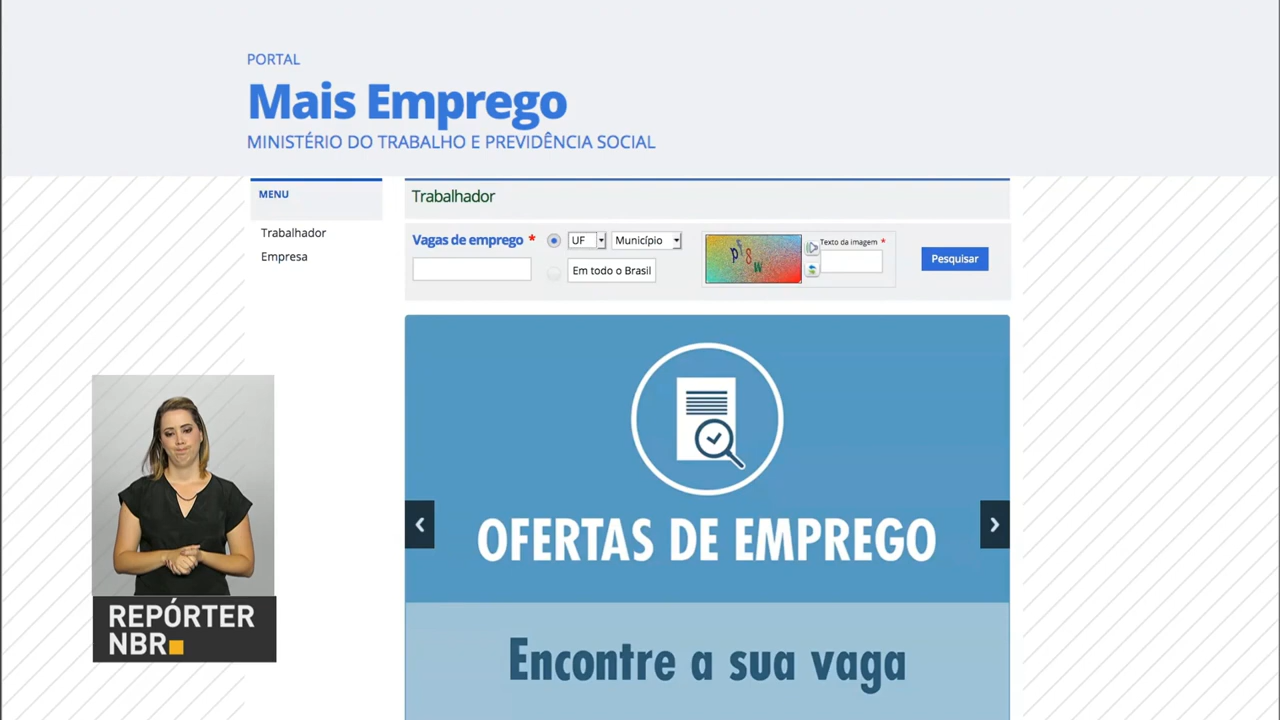 PORTAL
Mais Emprego
MINISTÉRIO DO TRABALHO E PREVIDÊNCIA SOCIAL
MENU
Trabalhador
Empresa
Trabalhador
Vagas de emprego * UF Município
Em todo o Brasil
Texto da imagem *
Pesquisar
OFERTAS DE EMPREGO
Encontre a sua vaga
REPÓRTER
NBR